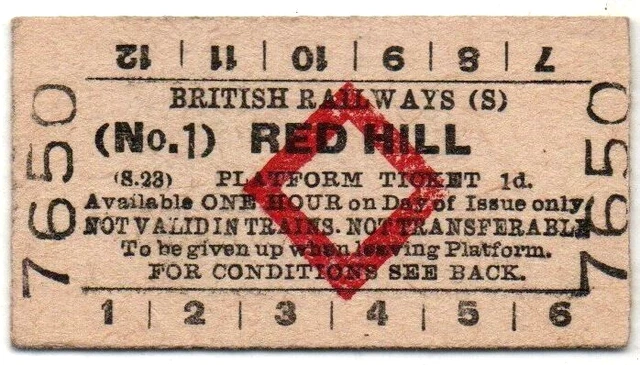 12 | 11 | 10 | 9 | 8 | 7
BRITISH RAILWAYS (S)
(No.1) RED HILL
(S.23) PLATFORM TICKET 1d.
Available ONE HOUR on Day of Issue only
NOT VALID IN TRAINS. NOT TRANSFERABLE
To be given up when leaving Platform.
FOR CONDITIONS SEE BACK.
1 | 2 | 3 | 4 | 5 | 6
7650
7650